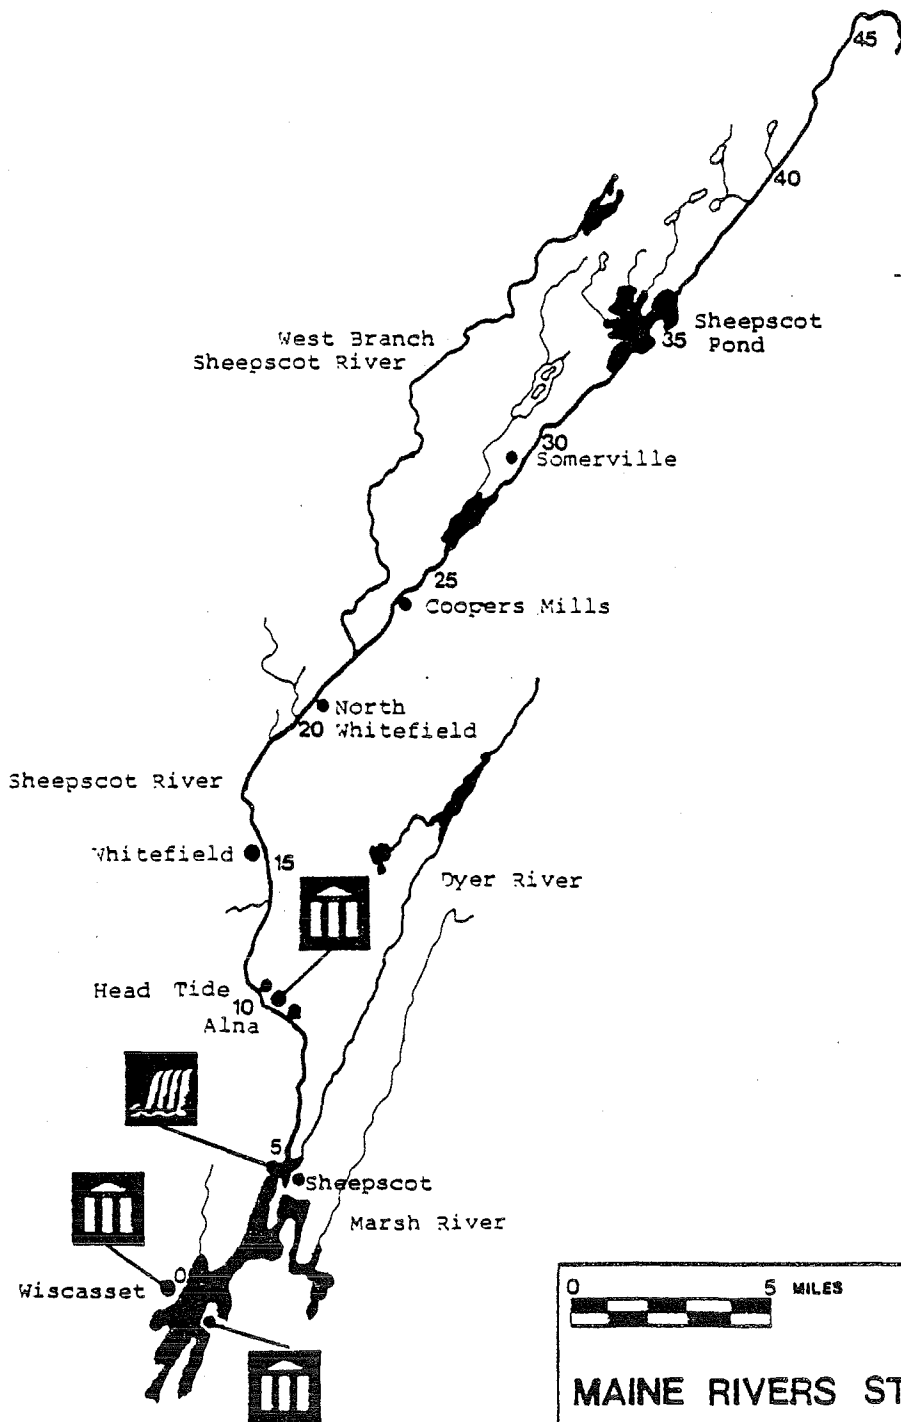 45
40
Sheepscot
Pond
35
West Branch
Sheepscot River
30
Somerville
25
Coopers Mills
North
Whitefield
20
Sheepscot River
Whitefield
15
Dyer River
Head Tide
10
Alna
5
Sheepscot
Marsh River
0
Wiscasset
0 5 MILES
MAINE RIVERS ST